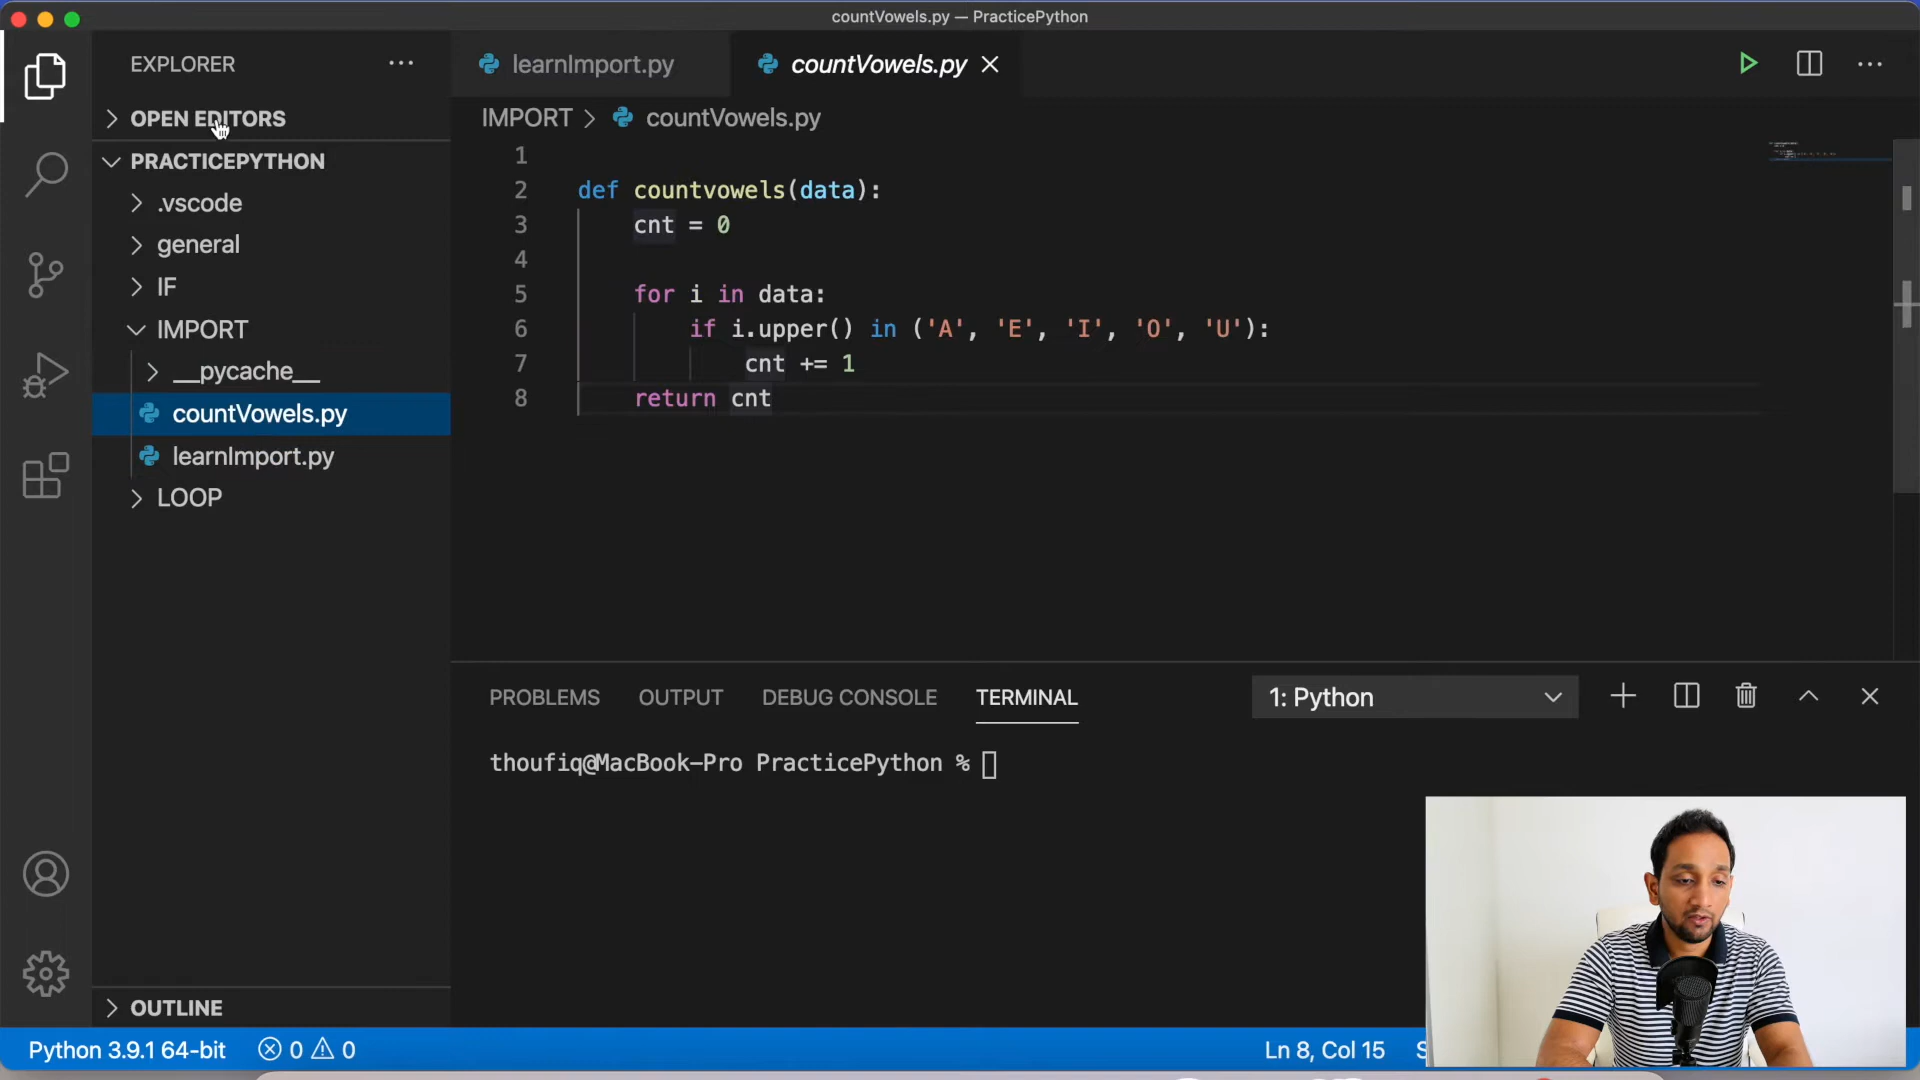 countVowels.py — PracticePython
EXPLORER
OPEN EDITORS
PRACTICEPYTHON
.vscode
general
IF
IMPORT
__pycache__
countVowels.py
learnImport.py
LOOP
OUTLINE
learnImport.py
countVowels.py
IMPORT > countVowels.py
1
2 def countvowels(data):
3 cnt = 0
4
5 for i in data:
6 if i.upper() in ('A', 'E', 'I', 'O', 'U'):
7 cnt += 1
8 return cnt
PROBLEMS OUTPUT DEBUG CONSOLE TERMINAL 1: Python
thoufiq@MacBook-Pro PracticePython %
Python 3.9.1 64-bit 0 0 Ln 8, Col 15